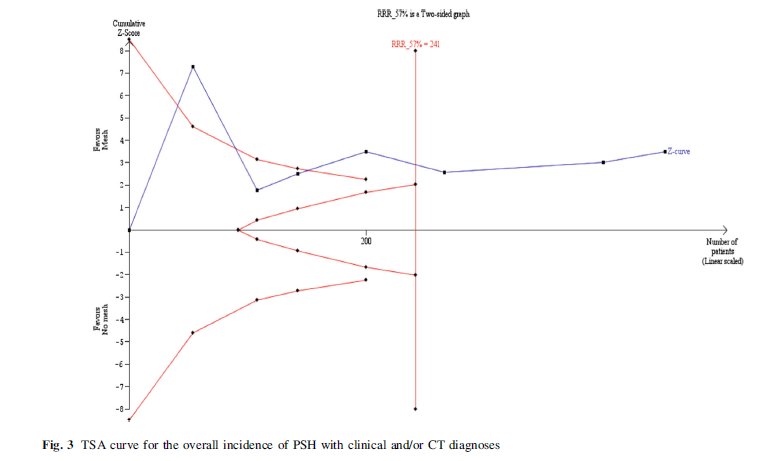 RRR_57% is a Two-sided graph
Cumulative
Z-Score
RRR_57% = 241
8
7
6
5
4
3
2
1
-1
-2
-3
-4
-5
-6
-7
-8
Favors
Mesh
Favors
No mesh
Z-curve
200
Number of
patients
(Linear scaled)
Fig. 3 TSA curve for the overall incidence of PSH with clinical and/or CT diagnoses